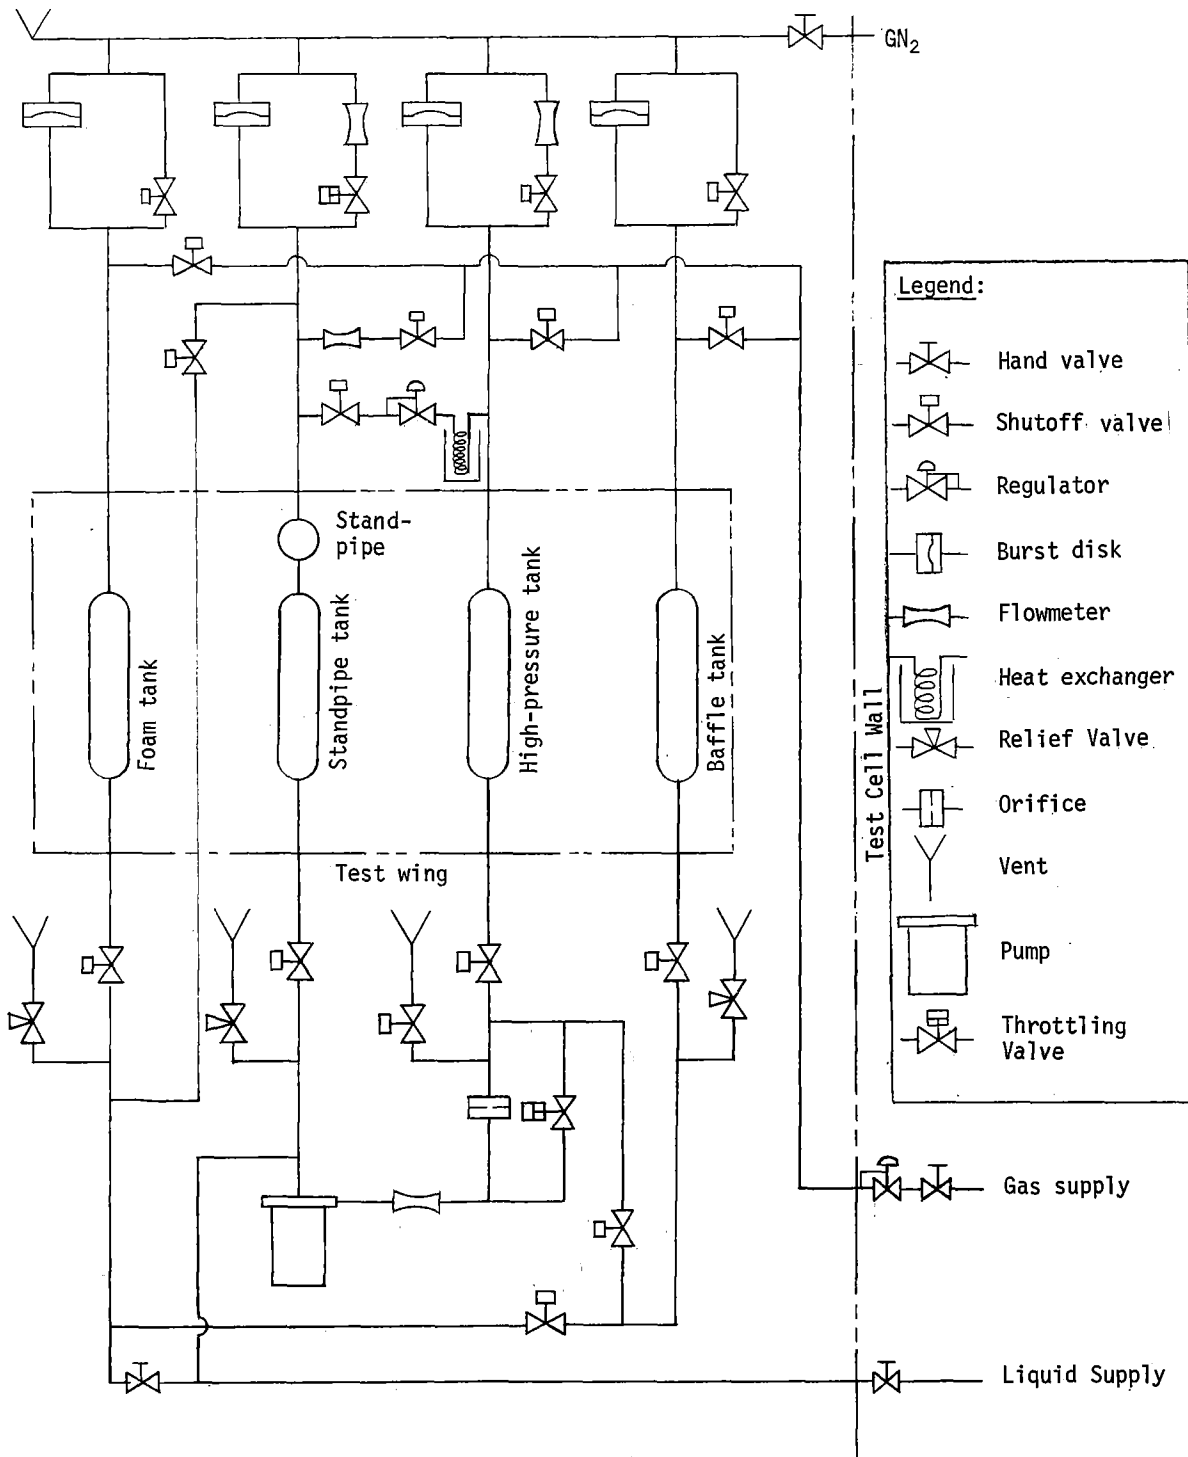 GN2
Legend:
Hand valve
Shutoff valve
Regulator
Burst disk
Flowmeter
Heat exchanger
Relief Valve
Orifice
Vent
Pump
Throttling
Valve
Stand-
pipe
Foam tank
Standpipe tank
High-pressure tank
Baffle tank
Test wing
Test Cell Wall
Gas supply
Liquid Supply